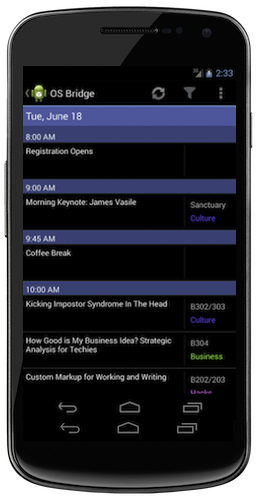 2:33
OS Bridge
Tue, June 18
8:00 AM
Registration Opens
9:00 AM
Morning Keynote: James Vasile
Sanctuary
Culture
9:45 AM
Coffee Break
10:00 AM
Kicking Impostor Syndrome In The Head
B302/303
Culture
How Good is My Business Idea? Strategic
Analysis for Techies
B304
Business
Custom Markup for Working and Writing
B202/203